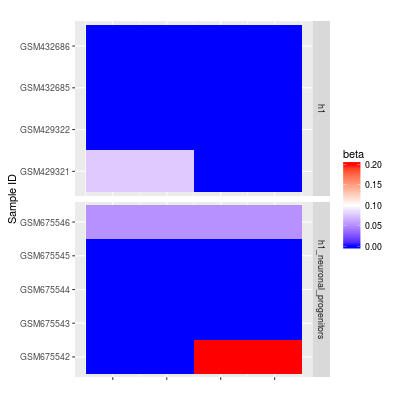 GSM432686
GSM432685
GSM429322
GSM429321
h1
GSM675546
GSM675545
GSM675544
GSM675543
GSM675542
h1_neuronal_progenitors
Sample ID
beta
0.20
0.15
0.10
0.05
0.00